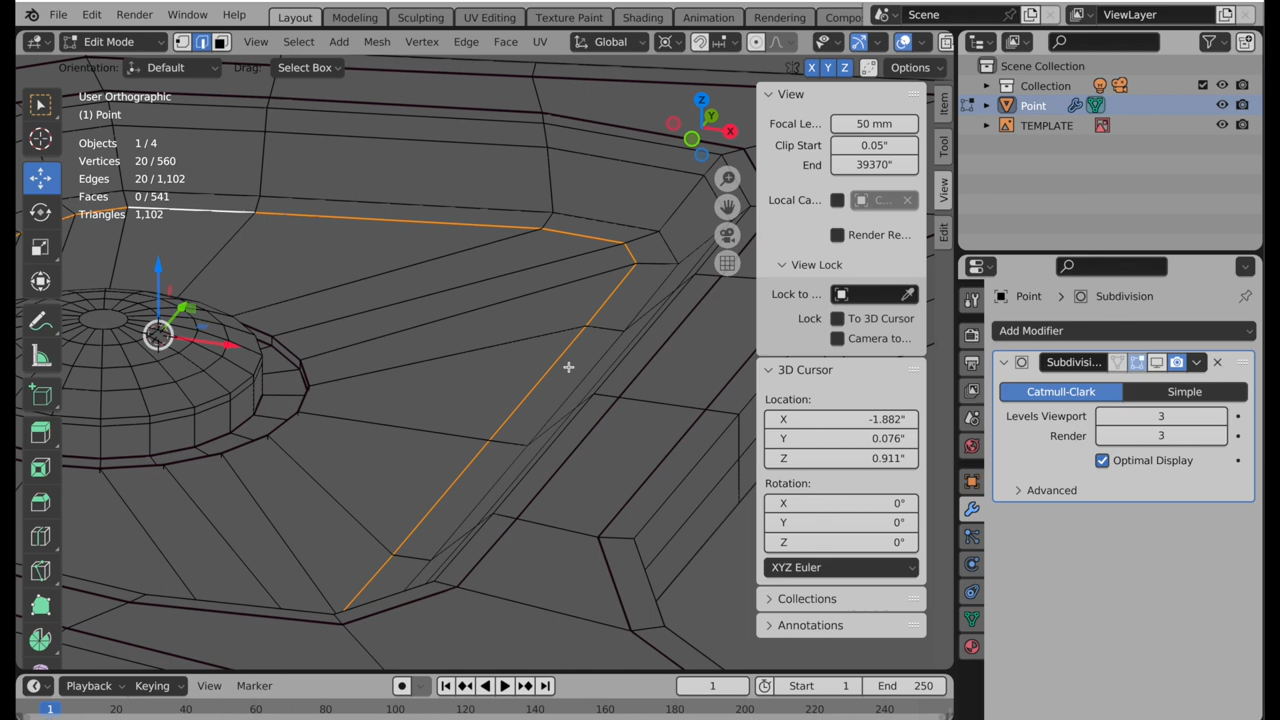 File Edit Render Window Help Layout Modeling Sculpting UV Editing Texture Paint Shading Animation Rendering Compo Scene ViewLayer
Edit Mode View Select Add Mesh Vertex Edge Face UV Global
Orientation: Default Drag: Select Box X Y Z Options
User Orthographic
(1) Point
Objects 1 / 4
Vertices 20 / 560
Edges 20 / 1,102
Faces 0 / 541
Triangles 1,102
Z
Y
X
View
Focal Le... 50 mm
Clip Start 0.05"
End 39370"
Local Ca... C...
Render Re...
View Lock
Lock to ...
Lock To 3D Cursor
Camera to...
3D Cursor
Location:
X -1.882"
Y 0.076"
Z 0.911"
Rotation:
X 0°
Y 0°
Z 0°
XYZ Euler
Collections
Annotations
Item
Tool
View
Edit
Scene Collection
Collection
Point
TEMPLATE
Point Subdivision
Add Modifier
Subdivisi...
Catmull-Clark Simple
Levels Viewport 3
Render 3
Optimal Display
Advanced
Playback Keying View Marker 1 Start 1 End 250
1 20 40 60 80 100 120 140 160 180 200 220 240